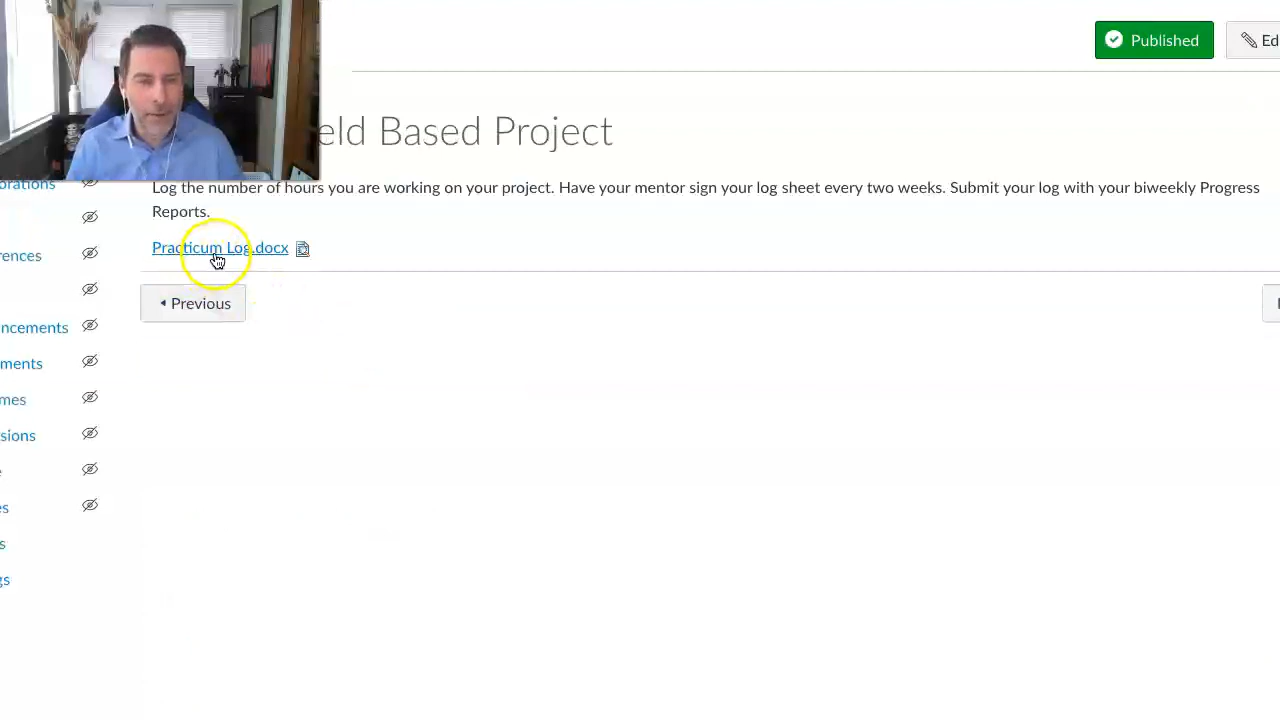 Published
Ed
eld Based Project
orations
Log the number of hours you are working on your project. Have your mentor sign your log sheet every two weeks. Submit your log with your biweekly Progress
Reports.
Practicum Log.docx
rences
Previous
ncements
ments
mes
sions
e
es
s
gs